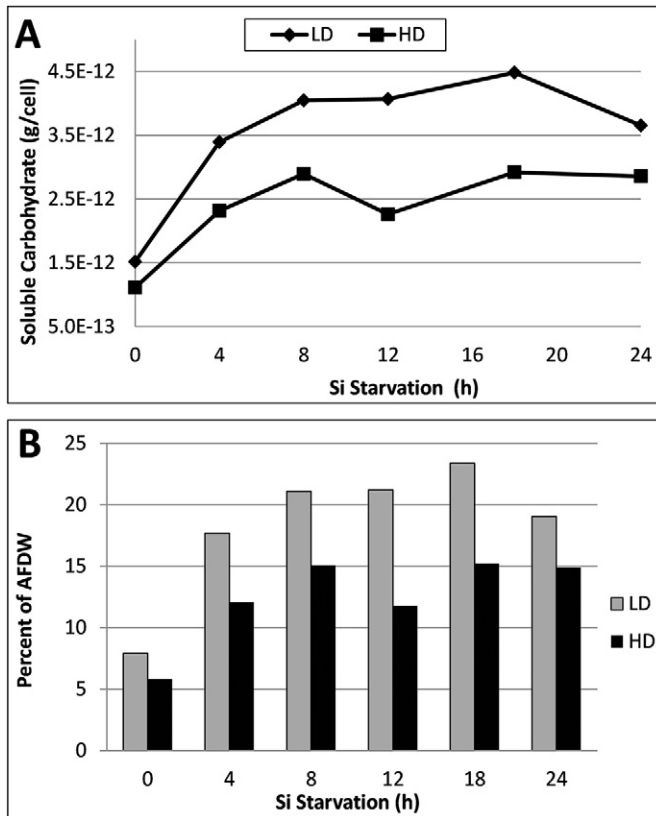 A
LD HD
Soluble Carbohydrate (g/cell)
4.5E-12
3.5E-12
2.5E-12
1.5E-12
5.0E-13
0 4 8 12 16 20 24
Si Starvation (h)
B
Percent of AFDW
25
20
15
10
5
0
0 4 8 12 18 24
Si Starvation (h)
LD
HD